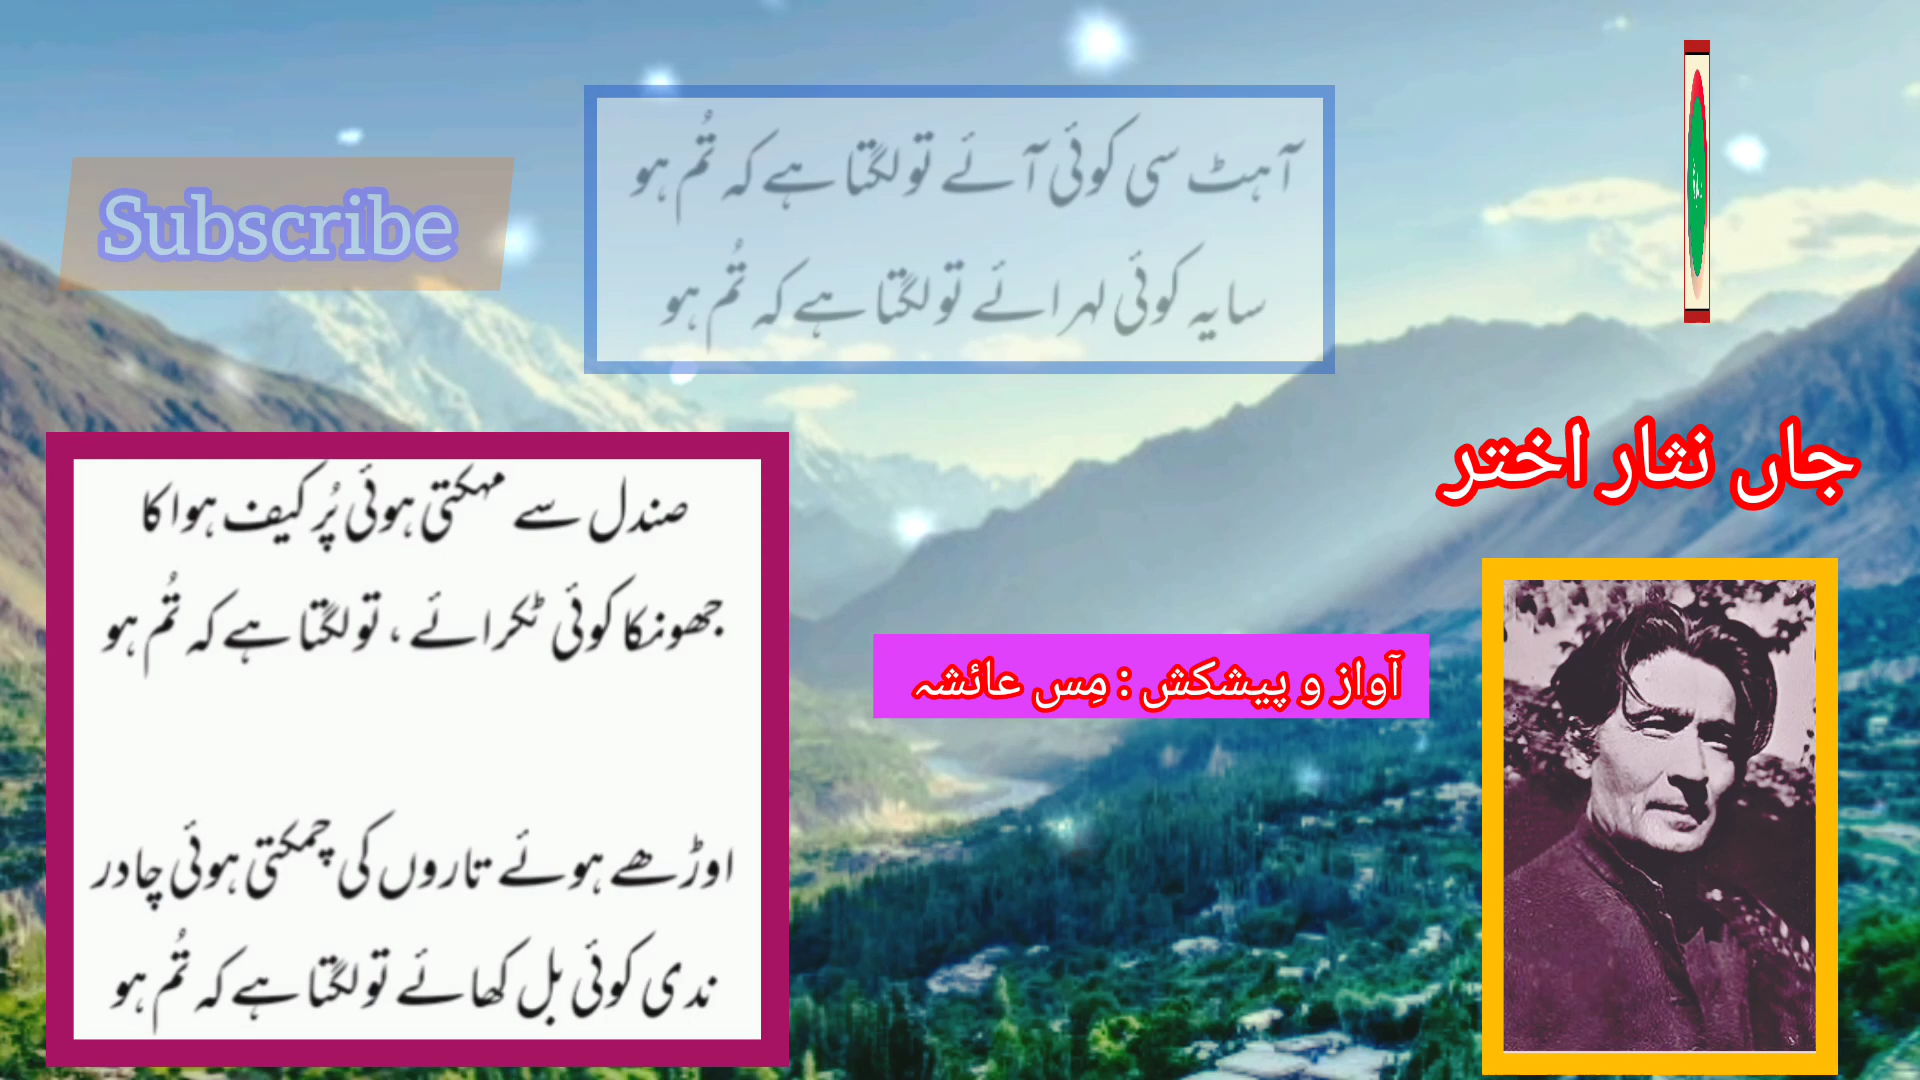 آہٹ سی کوئی آئے تو لگتا ہے کہ تُم ہو
سایہ کوئی لہرائے تو لگتا ہے کہ تُم ہو
Subscribe
جاں نثار اختر
صندل سے مہکتی ہوئی پُر کیف ہوا کا
جھونکا کوئی ٹکرائے ، تو لگتا ہے کہ تُم ہو
اوڑھے ہوئے تاروں کی چمکتی ہوئی چادر
ندی کوئی بل کھائے تو لگتا ہے کہ تُم ہو
آواز و پیشکش : مِس عائشہ